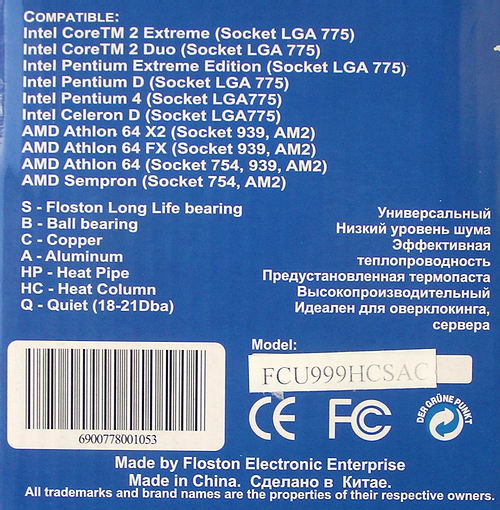 COMPATIBLE:
Intel CoreTM 2 Extreme (Socket LGA 775)
Intel CoreTM 2 Duo (Socket LGA 775)
Intel Pentium Extreme Edition (Socket LGA 775)
Intel Pentium D (Socket LGA 775)
Intel Pentium 4 (Socket LGA775)
Intel Celeron D (Socket LGA775)
AMD Athlon 64 X2 (Socket 939, AM2)
AMD Athlon 64 FX (Socket 939, AM2)
AMD Athlon 64 (Socket 754, 939, AM2)
AMD Sempron (Socket 754, AM2)
S - Floston Long Life bearing
B - Ball bearing
C - Copper
A - Aluminum
HP - Heat Pipe
HC - Heat Column
Q - Quiet (18-21Dba)
Универсальный
Низкий уровень шума
Эффективная
теплопроводность
Предустановленная термопаста
Высокопроизводительный
Идеален для оверклокинга,
сервера
Model:
FCU999HCSAC
6900778001053
CE FC
DER GRÜNE PUNKT
Made by Floston Electronic Enterprise
Made in China. Сделано в Китае.
All trademarks and brand names are the properties of their respective owners.